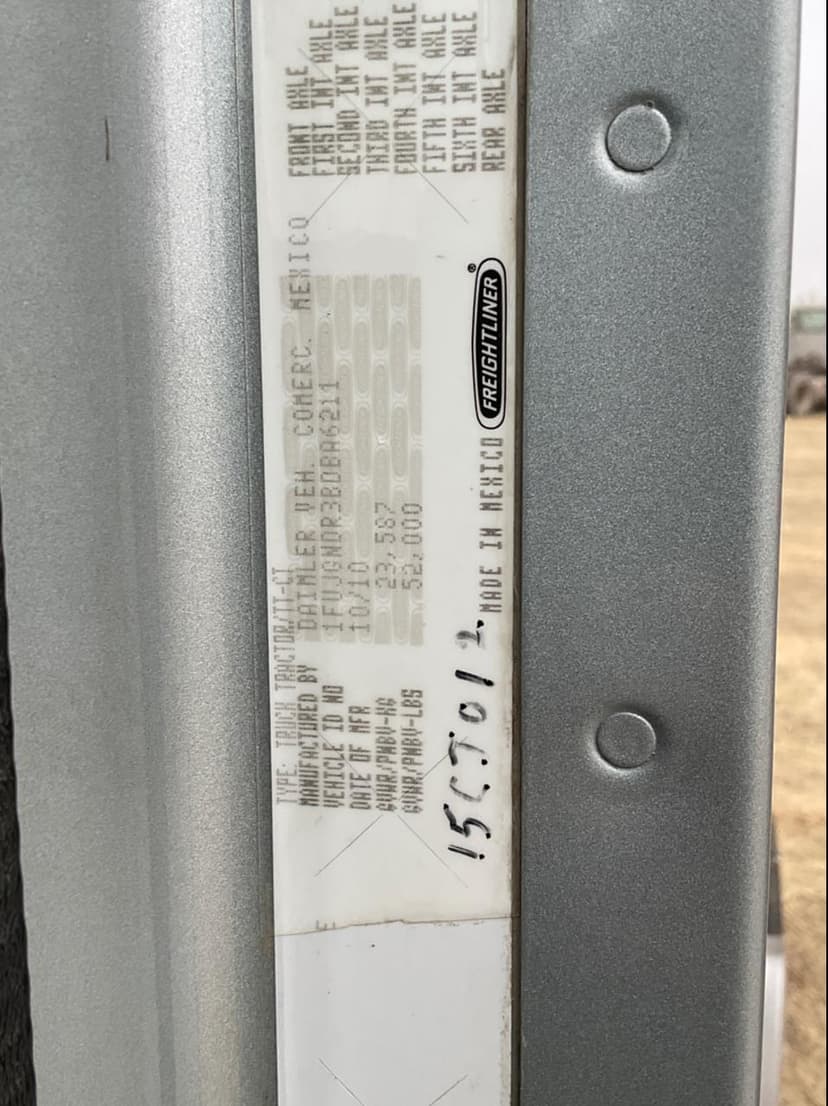 TYPE: TRUCK TRACTOR/TT-CT
MANUFACTURED BY DAIMLER VEH. COMERC. MEXICO
VEHICLE ID NO 1FUJGNDR3BDBA6211
DATE OF MFR 10/10
GVWR/PNBV-KG 23,587
GVWR/PNBV-LBS 52,000
FRONT AXLE
FIRST INT AXLE
SECOND INT AXLE
THIRD INT AXLE
FOURTH INT AXLE
FIFTH INT AXLE
SIXTH INT AXLE
REAR AXLE
15CJ012
MADE IN MEXICO
FREIGHTLINER®